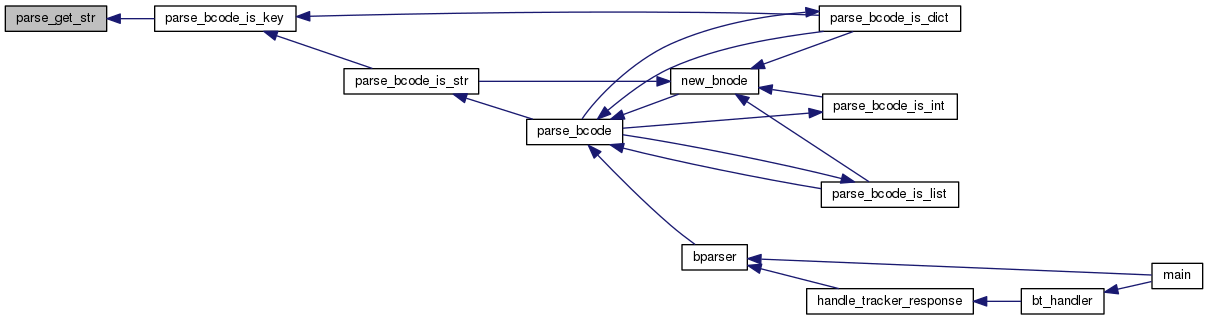 parse_get_str
parse_bcode_is_key
parse_bcode_is_dict
parse_bcode_is_str
new_bnode
parse_bcode_is_int
parse_bcode
parse_bcode_is_list
bparser
main
handle_tracker_response
bt_handler